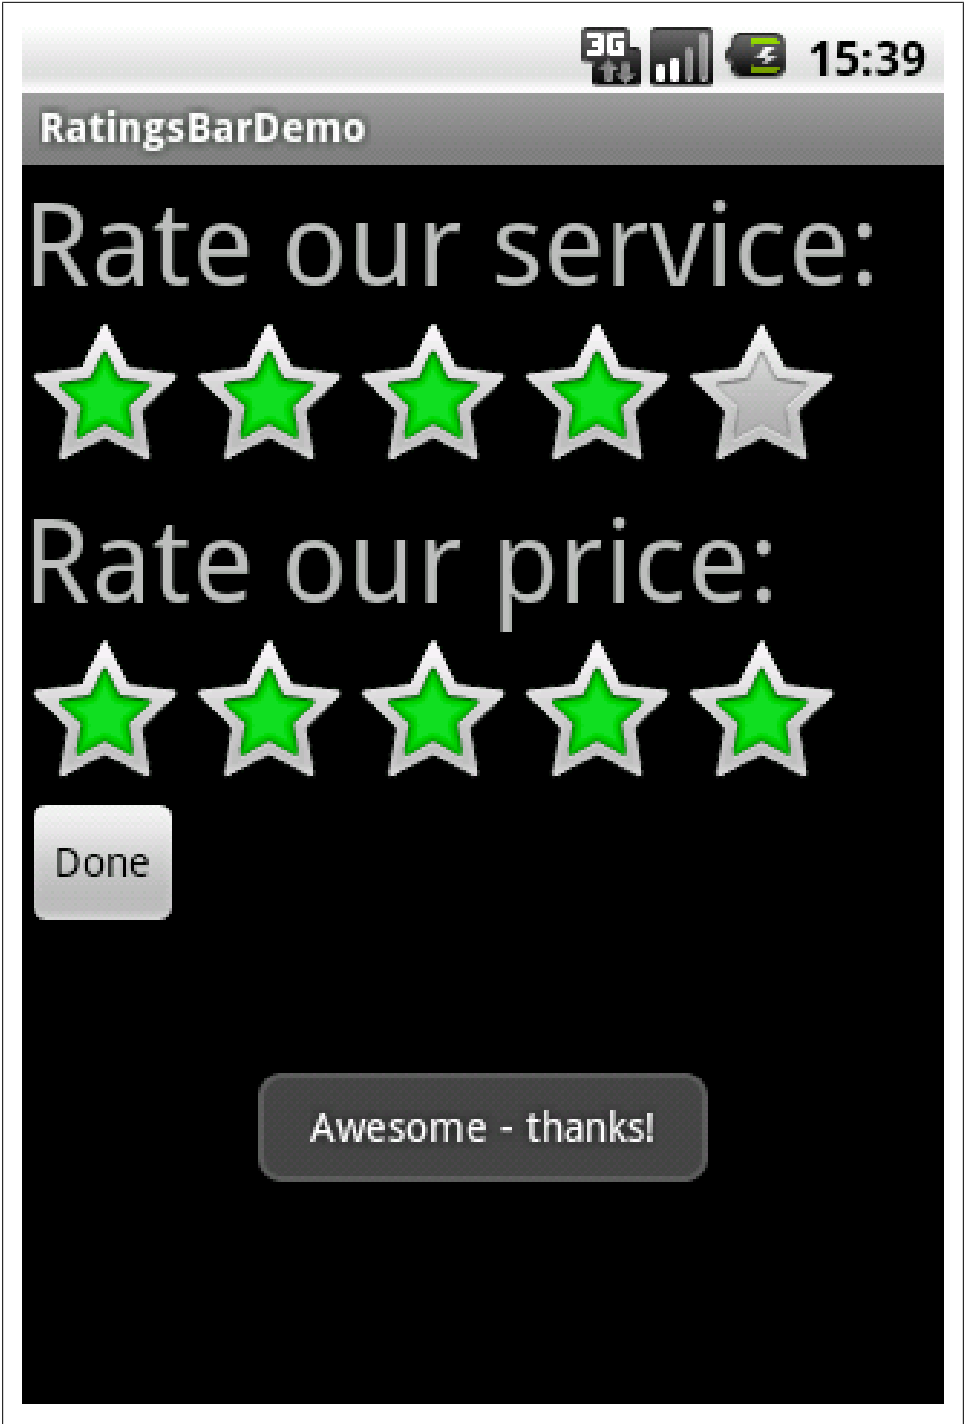 3G 15:39
RatingsBarDemo
Rate our service:
Rate our price:
Done
Awesome - thanks!